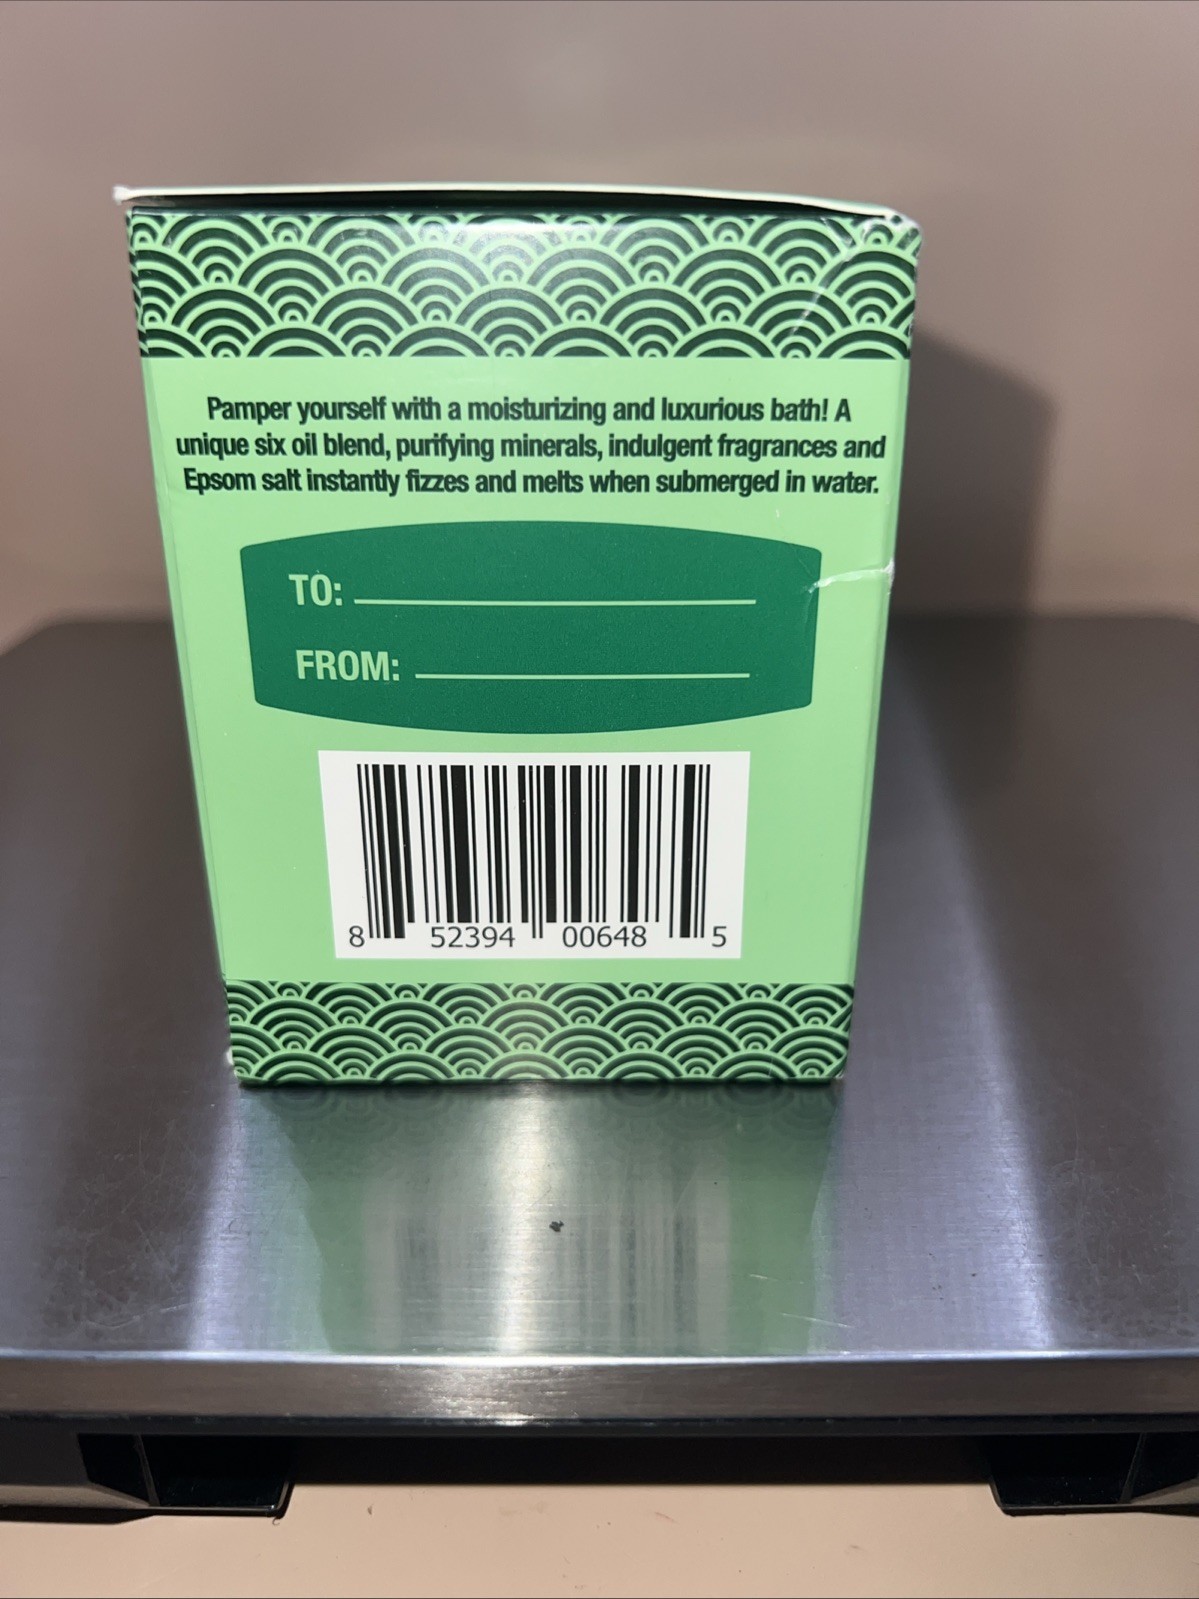 Pamper yourself with a moisturizing and luxurious bath! A
unique six oil blend, purifying minerals, indulgent fragrances and
Epsom salt instantly fizzes and melts when submerged in water.
TO:
FROM:
8 52394 00648 5